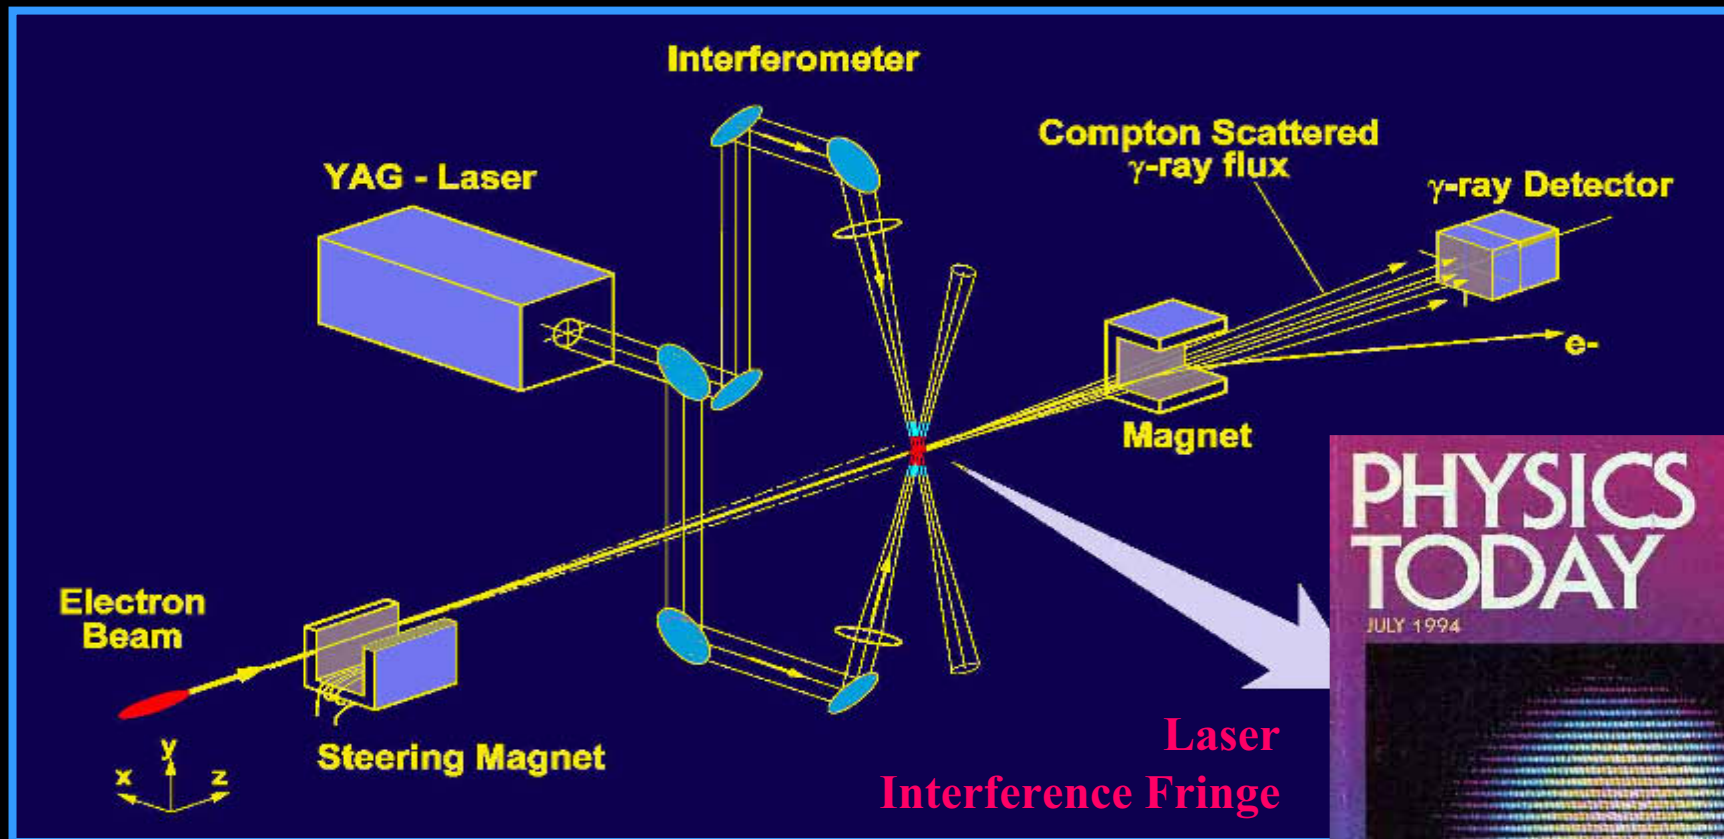 Interferometer
YAG - Laser
Compton Scattered
γ-ray flux
γ-ray Detector
e-
Magnet
Electron
Beam
Steering Magnet
y
x
z
Laser
Interference Fringe
PHYSICS
TODAY
JULY 1994